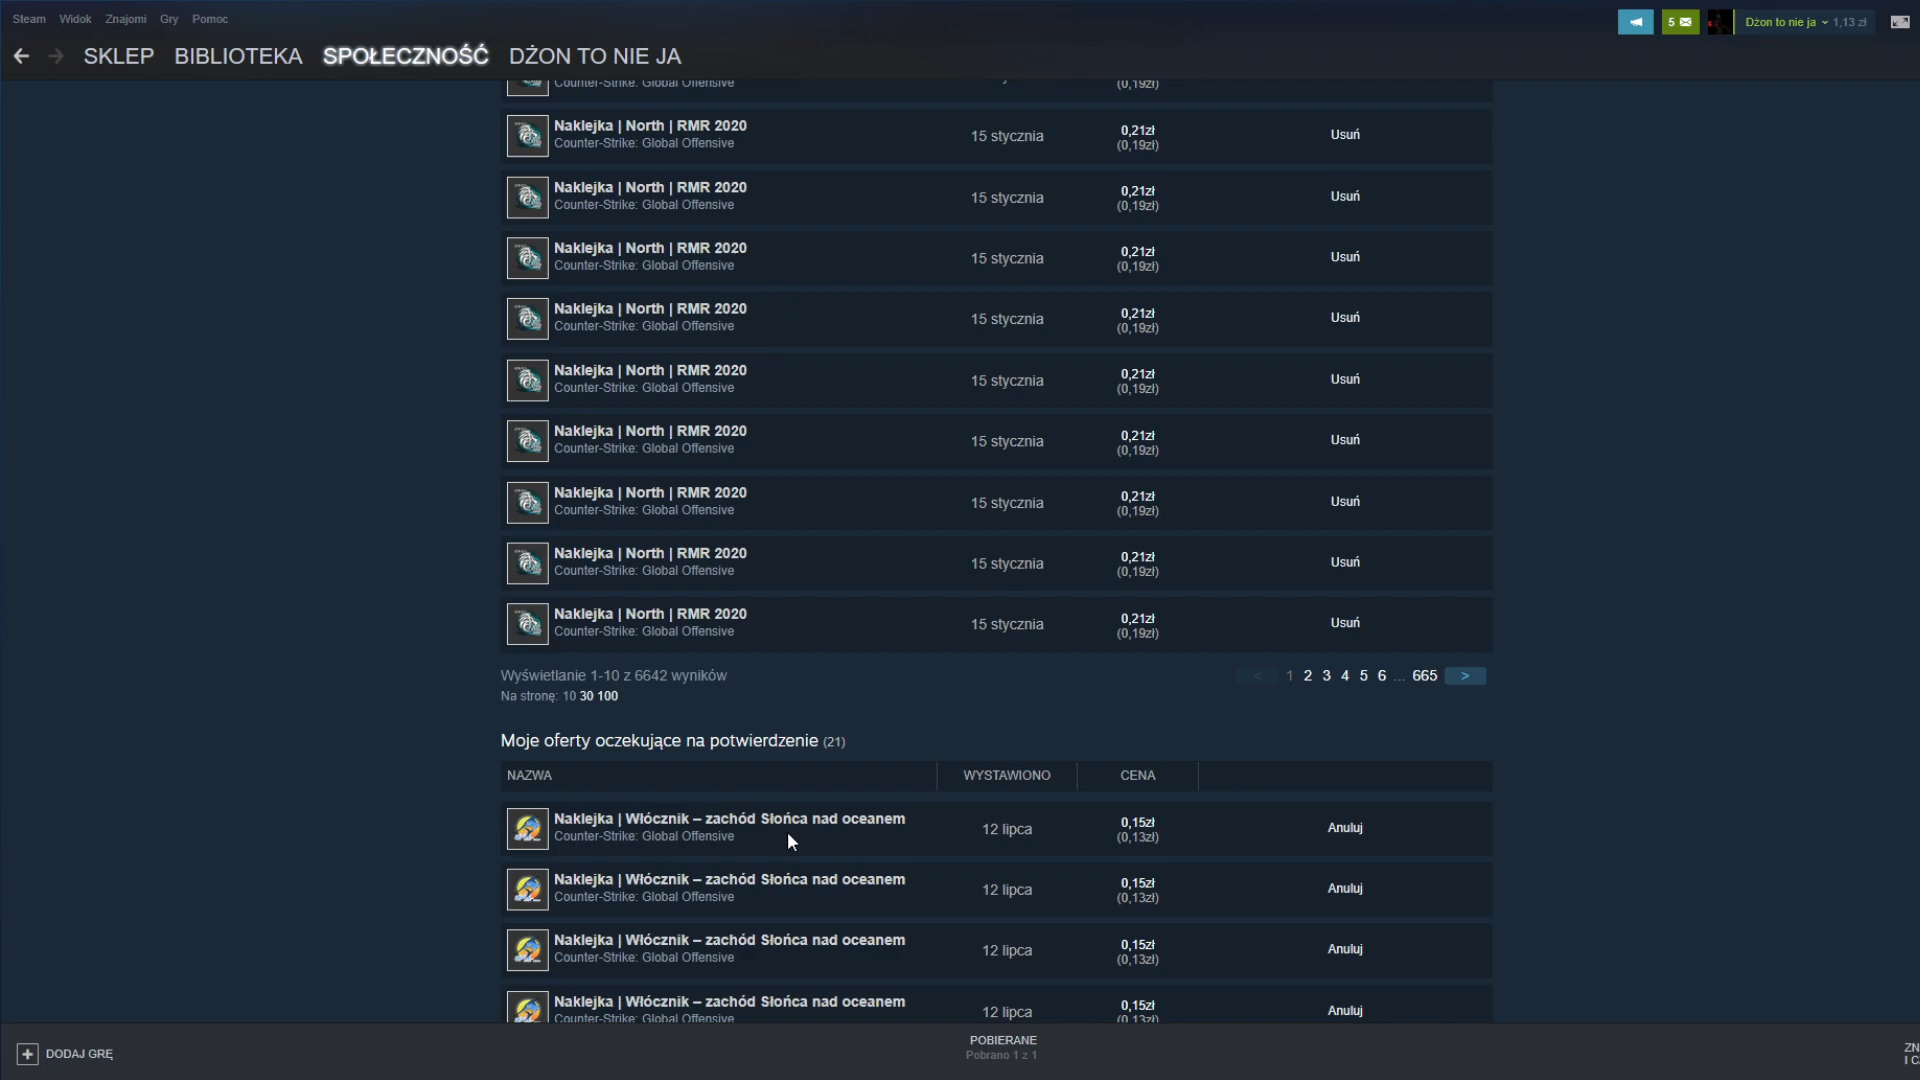 Steam Widok Znajomi Gry Pomoc
5 Dżon to nie ja 1,13 zł
SKLEP BIBLIOTEKA SPOŁECZNOŚĆ DŻON TO NIE JA
Counter-Strike: Global Offensive (0,19zł)
Naklejka | North | RMR 2020 15 stycznia 0,21zł Usuń
Counter-Strike: Global Offensive (0,19zł)
Naklejka | North | RMR 2020 15 stycznia 0,21zł Usuń
Counter-Strike: Global Offensive (0,19zł)
Naklejka | North | RMR 2020 15 stycznia 0,21zł Usuń
Counter-Strike: Global Offensive (0,19zł)
Naklejka | North | RMR 2020 15 stycznia 0,21zł Usuń
Counter-Strike: Global Offensive (0,19zł)
Naklejka | North | RMR 2020 15 stycznia 0,21zł Usuń
Counter-Strike: Global Offensive (0,19zł)
Naklejka | North | RMR 2020 15 stycznia 0,21zł Usuń
Counter-Strike: Global Offensive (0,19zł)
Naklejka | North | RMR 2020 15 stycznia 0,21zł Usuń
Counter-Strike: Global Offensive (0,19zł)
Naklejka | North | RMR 2020 15 stycznia 0,21zł Usuń
Counter-Strike: Global Offensive (0,19zł)
Naklejka | North | RMR 2020 15 stycznia 0,21zł Usuń
Counter-Strike: Global Offensive (0,19zł)
Wyświetlanie 1-10 z 6642 wyników < 1 2 3 4 5 6 ... 665 >
Na stronę: 10 30 100
Moje oferty oczekujące na potwierdzenie (21)
NAZWA WYSTAWIONO CENA
Naklejka | Włócznik – zachód Słońca nad oceanem 12 lipca 0,15zł Anuluj
Counter-Strike: Global Offensive (0,13zł)
Naklejka | Włócznik – zachód Słońca nad oceanem 12 lipca 0,15zł Anuluj
Counter-Strike: Global Offensive (0,13zł)
Naklejka | Włócznik – zachód Słońca nad oceanem 12 lipca 0,15zł Anuluj
Counter-Strike: Global Offensive (0,13zł)
Naklejka | Włócznik – zachód Słońca nad oceanem 12 lipca 0,15zł Anuluj
Counter-Strike: Global Offensive (0,13zł)
+ DODAJ GRĘ POBIERANE ZN
Pobrano 1 z 1 I C